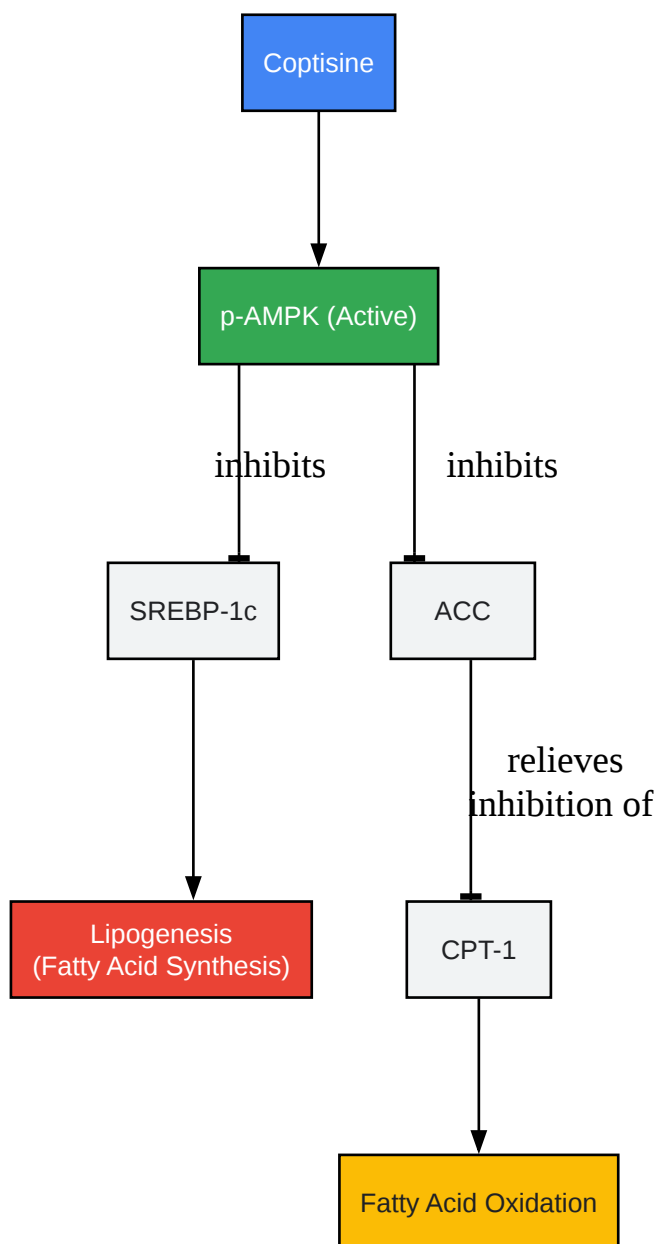 Coptisine
p-AMPK (Active)
inhibits
inhibits
SREBP-1c
ACC
relieves
inhibition of
Lipogenesis
(Fatty Acid Synthesis)
CPT-1
Fatty Acid Oxidation